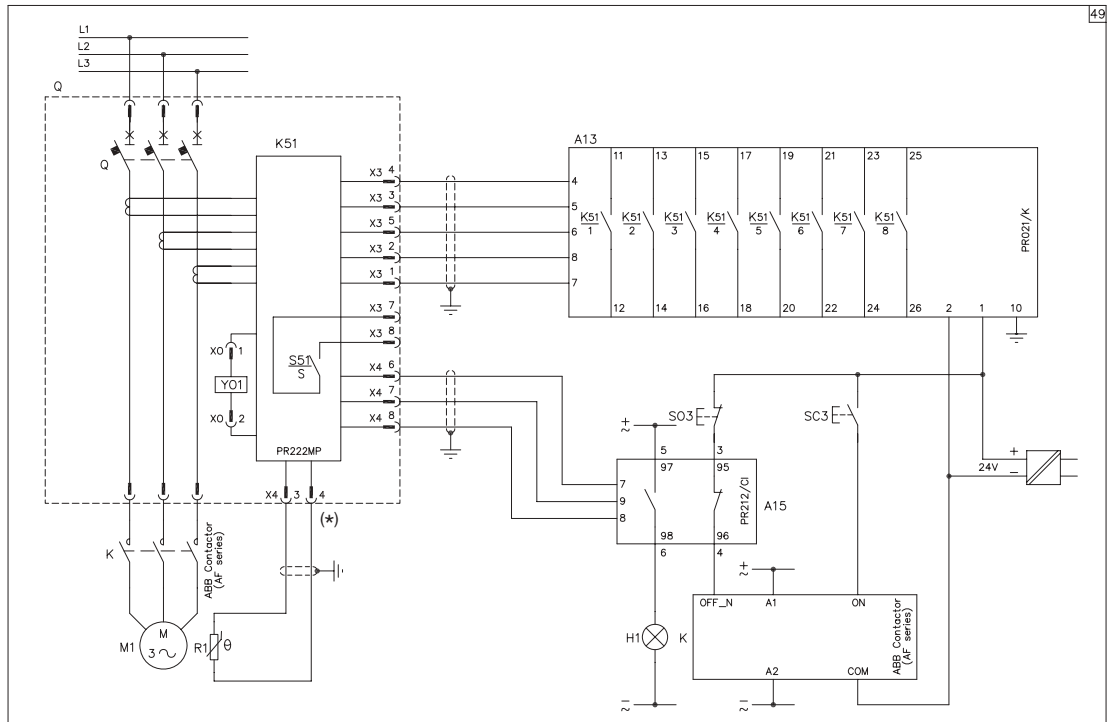 49
L1
L2
L3
Q
Q
K51
X3 4
X3 3
X3 5
X3 2
X3 1
X3 7
X3 8
X4 6
X4 7
X4 8
S51
S
X0 1
Y01
X0 2
PR222MP
X4 3 4
(*)
K
ABB Contactor
(AF series)
M1
M
3 ~
R1
θ
A13
4
5
6
8
7
11 13 15 17 19 21 23 25
K51 K51 K51 K51 K51 K51 K51 K51
1 2 3 4 5 6 7 8
12 14 16 18 20 22 24 26
2 1 10
PR021/K
SO3
SC3
+
~
5 3
97 95
7
9
8
98 96
6 4
PR212/CI
A15
24V
+
−
+
~
OFF_N A1 ON
H1
K
ABB Contactor
(AF series)
A2 COM
−
~
−
~